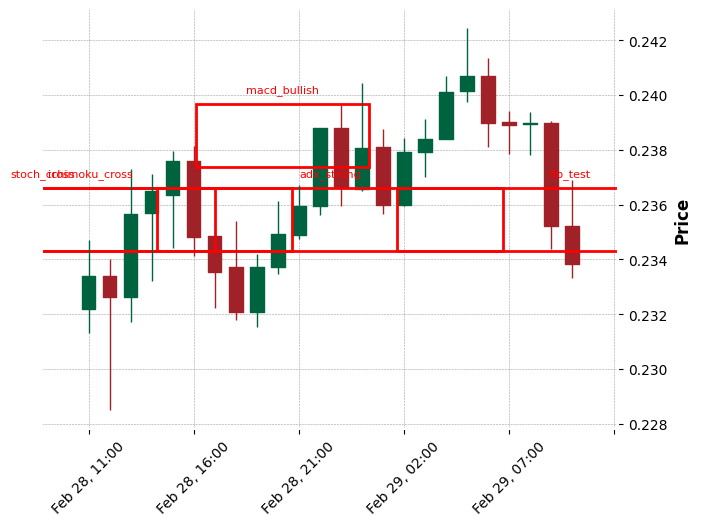 0.242
0.240
0.238
0.236
0.234
0.232
0.230
0.228
Price
macd_bullish
stoch_cross
ichimoku_cross
adx_strong
Feb 28, 11:00
Feb 28, 16:00
Feb 28, 21:00
Feb 29, 02:00
Feb 29, 07:00